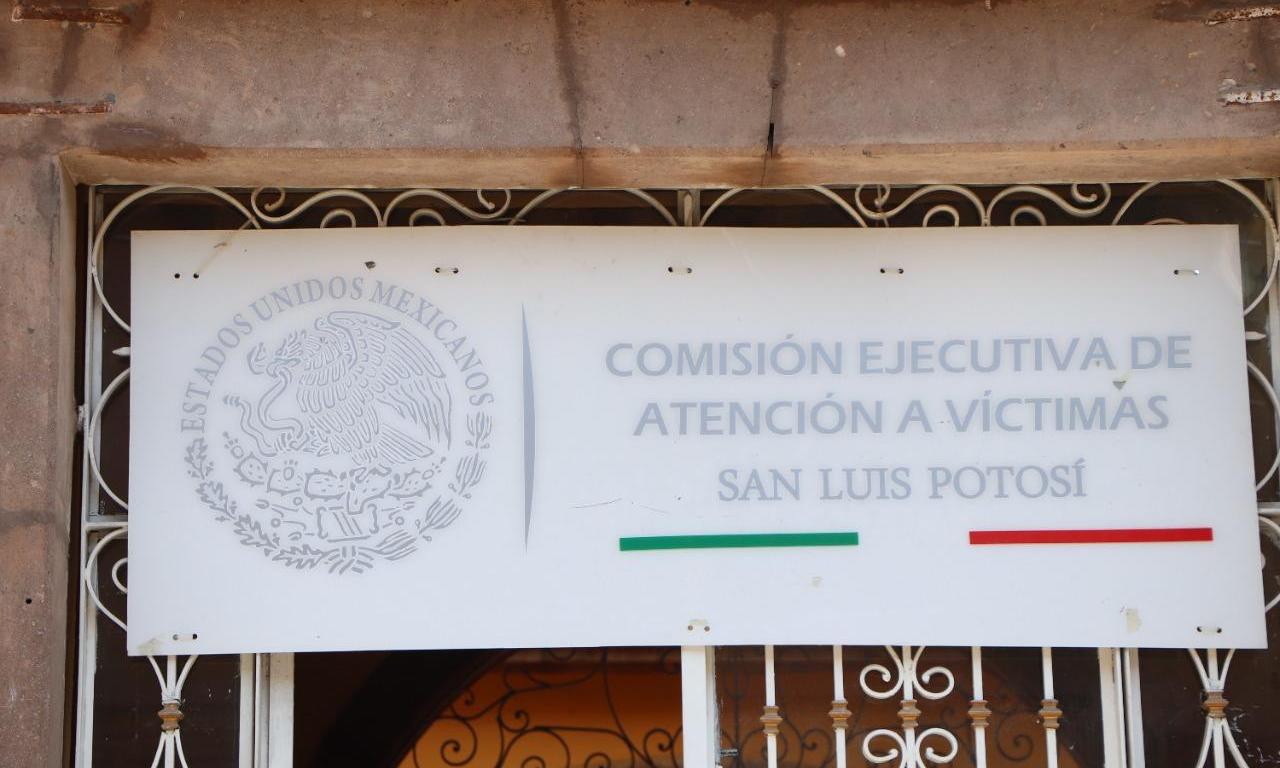 ESTADOS UNIDOS MEXICANOS
COMISIÓN EJECUTIVA DE
ATENCIÓN A VÍCTIMAS
SAN LUIS POTOSÍ